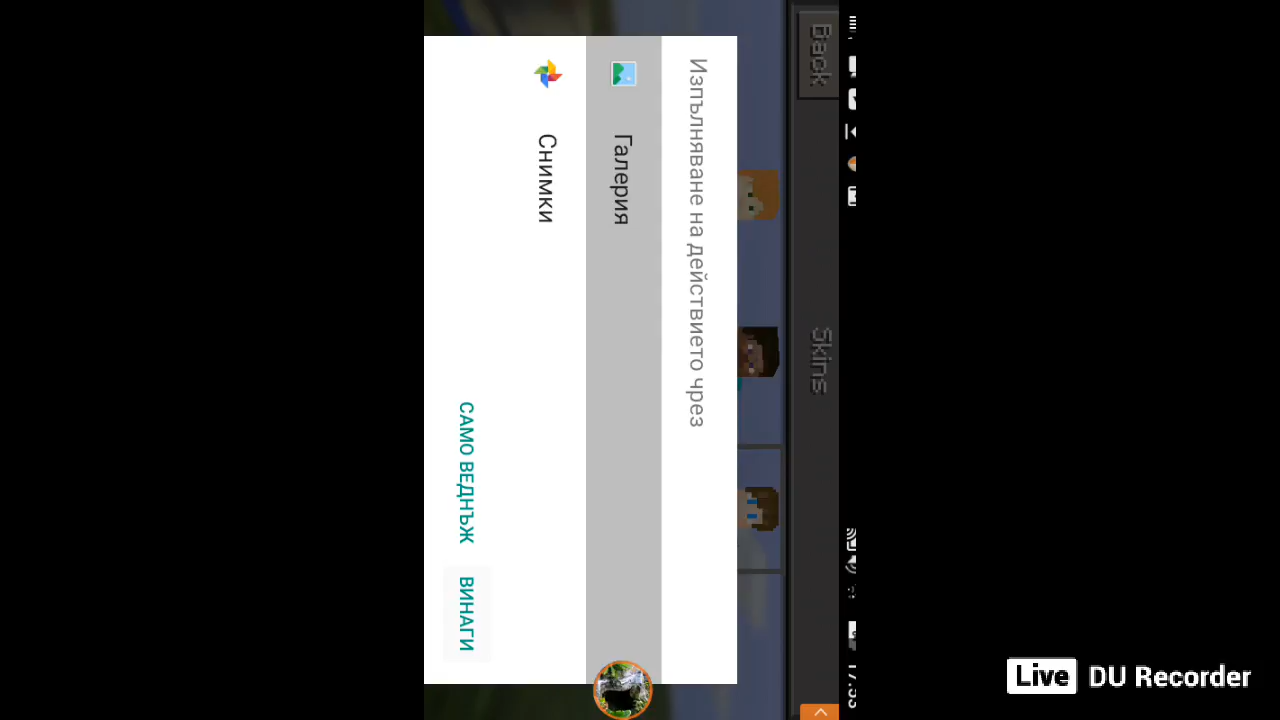 Back
Skins
Изпълняване на действието чрез
Галерия
Снимки
САМО ВЕДНЪЖ
ВИНАГИ
Live DU Recorder